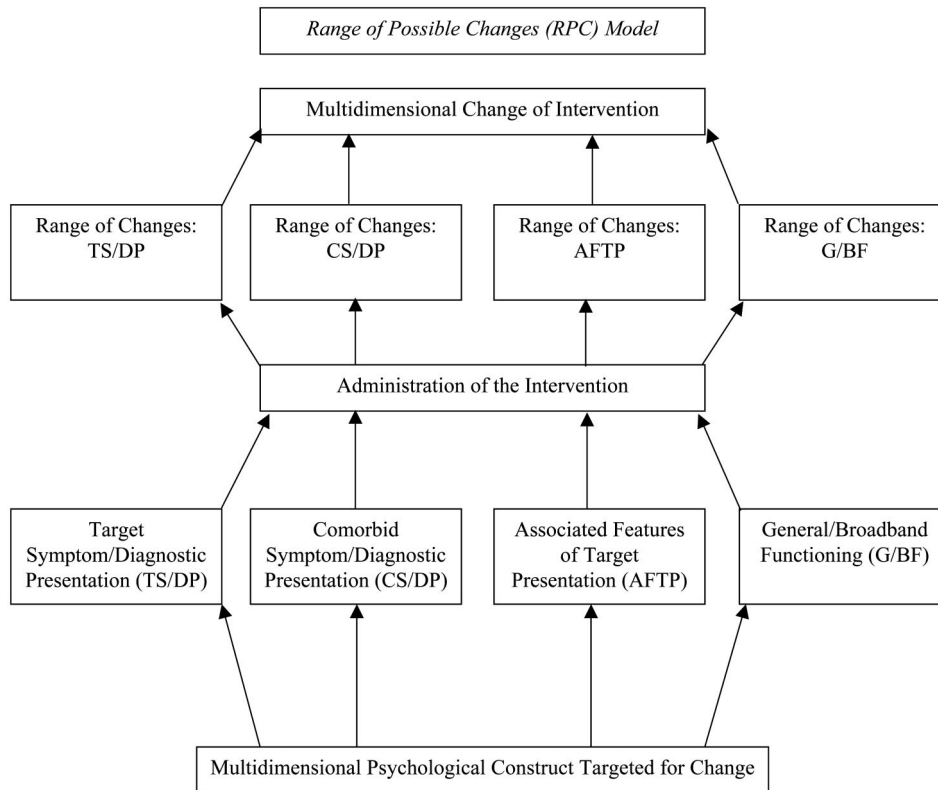 Range of Possible Changes (RPC) Model
Multidimensional Change of Intervention
Range of Changes:
TS/DP
Range of Changes:
CS/DP
Range of Changes:
AFTP
Range of Changes:
G/BF
Administration of the Intervention
Target
Symptom/Diagnostic
Presentation (TS/DP)
Comorbid
Symptom/Diagnostic
Presentation (CS/DP)
Associated Features
of Target
Presentation (AFTP)
General/Broadband
Functioning (G/BF)
Multidimensional Psychological Construct Targeted for Change